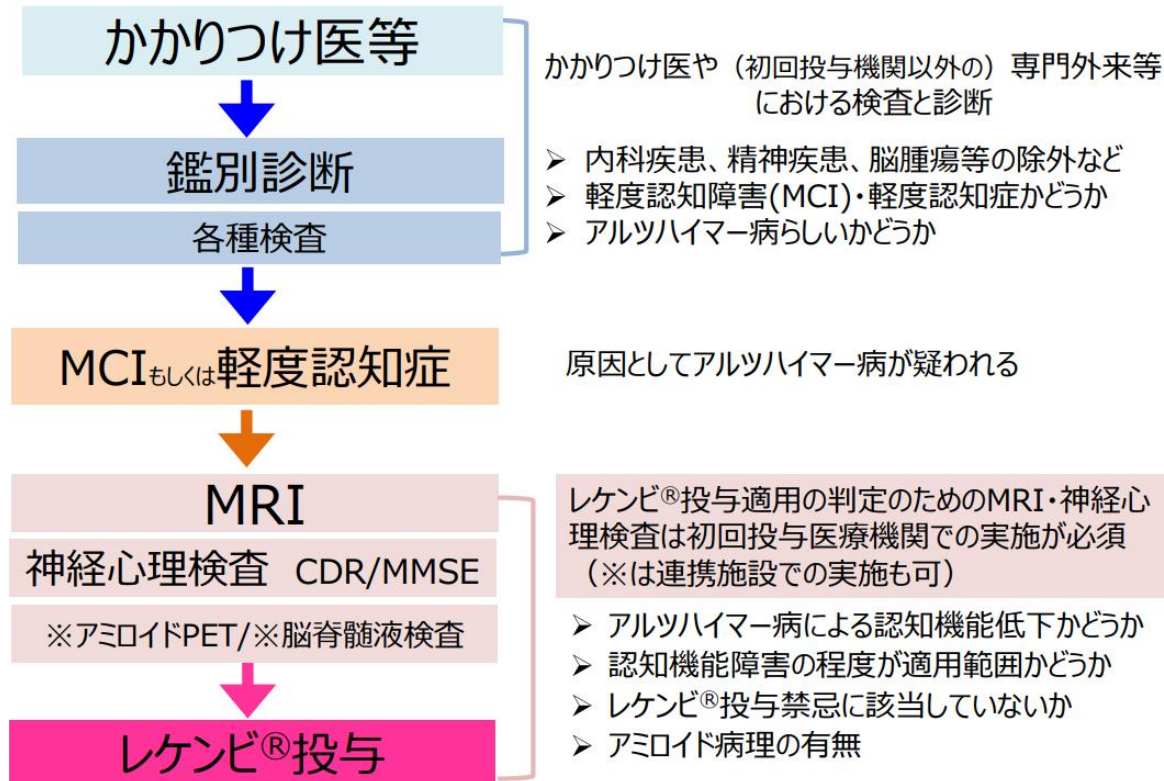 かかりつけ医等
かかりつけ医や（初回投与機関以外の）専門外来等
における検査と診断
鑑別診断
各種検査
➢ 内科疾患、精神疾患、脳腫瘍等の除外など
➢ 軽度認知障害(MCI)・軽度認知症かどうか
➢ アルツハイマー病らしいかどうか
MCIもしくは軽度認知症
原因としてアルツハイマー病が疑われる
MRI
神経心理検査 CDR/MMSE
※アミロイドPET/※脳脊髄液検査
レケンビ®投与適用の判定のためのMRI・神経心
理検査は初回投与医療機関での実施が必須
（※は連携施設での実施も可）
➢ アルツハイマー病による認知機能低下かどうか
➢ 認知機能障害の程度が適用範囲かどうか
➢ レケンビ®投与禁忌に該当していないか
➢ アミロイド病理の有無
レケンビ®投与